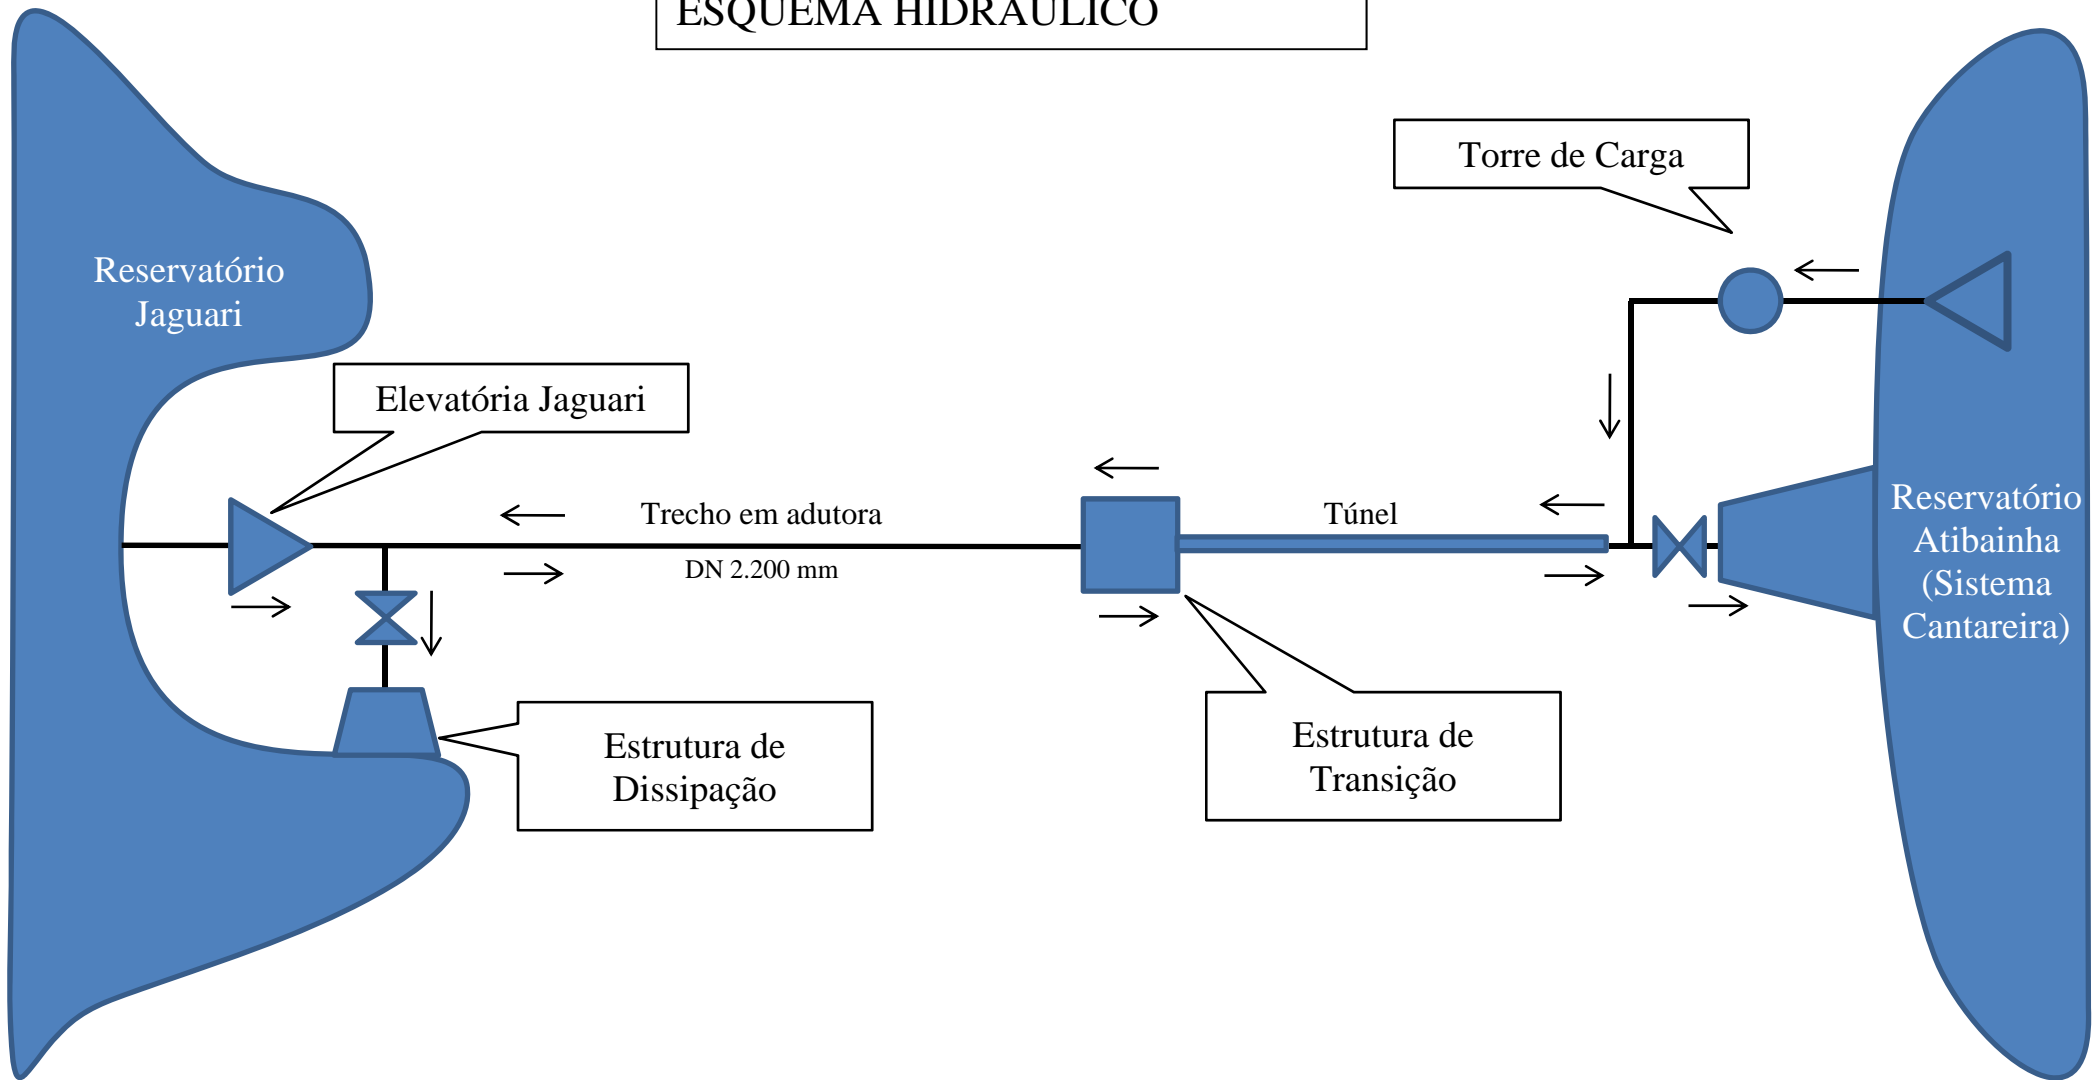 ESQUEMA HIDRÁULICO
Torre de Carga
Reservatório
Jaguari
Elevatória Jaguari
Trecho em adutora
DN 2.200 mm
Túnel
Reservatório
Atibainha
(Sistema
Cantareira)
Estrutura de
Dissipação
Estrutura de
Transição